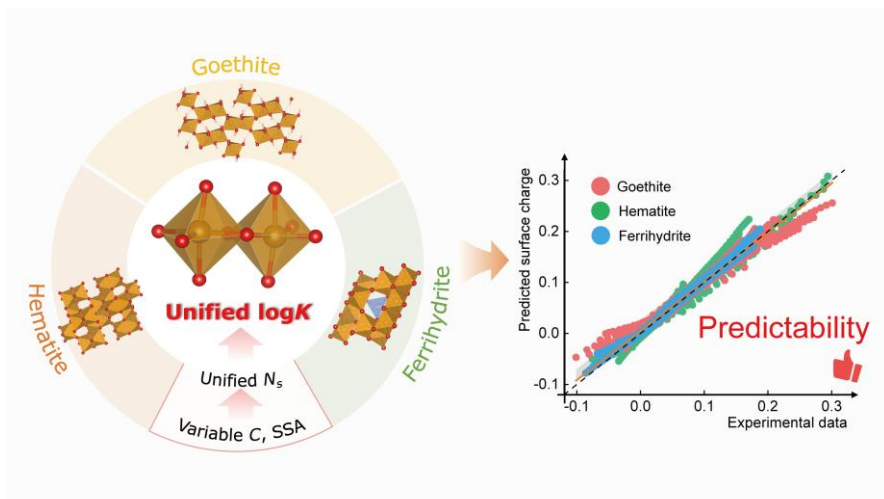 Goethite
Hematite
Ferrihydrite
Unified logK
Unified Ns
Variable C, SSA
Predicted surface charge
0.3
0.2
0.1
0.0
-0.1
Goethite
Hematite
Ferrihydrite
Predictability
-0.1 0.0 0.1 0.2 0.3
Experimental data